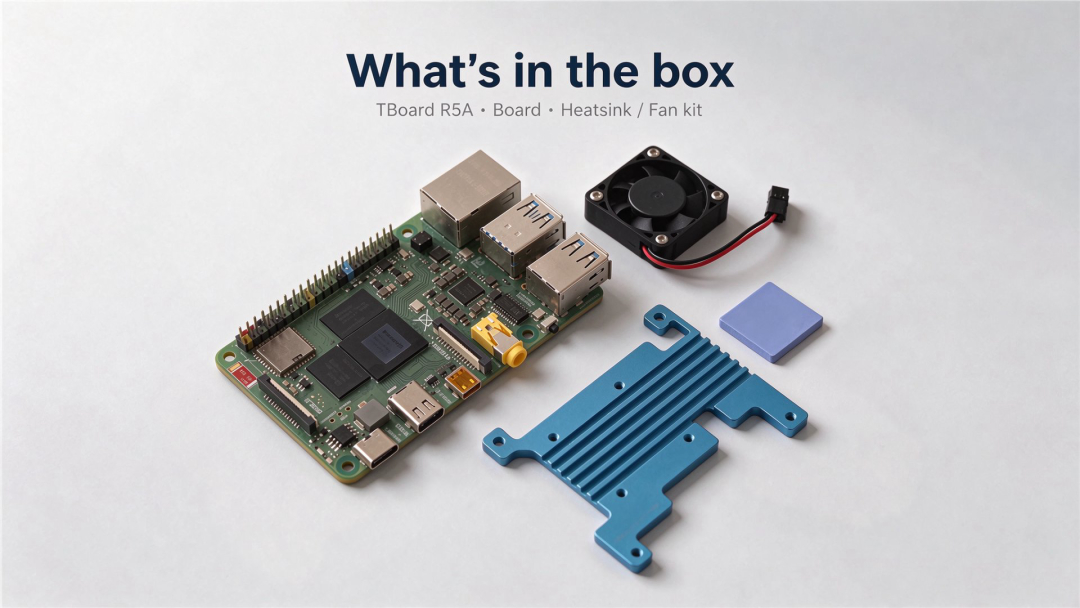 What’s in the box
TBoard R5A • Board • Heatsink / Fan kit